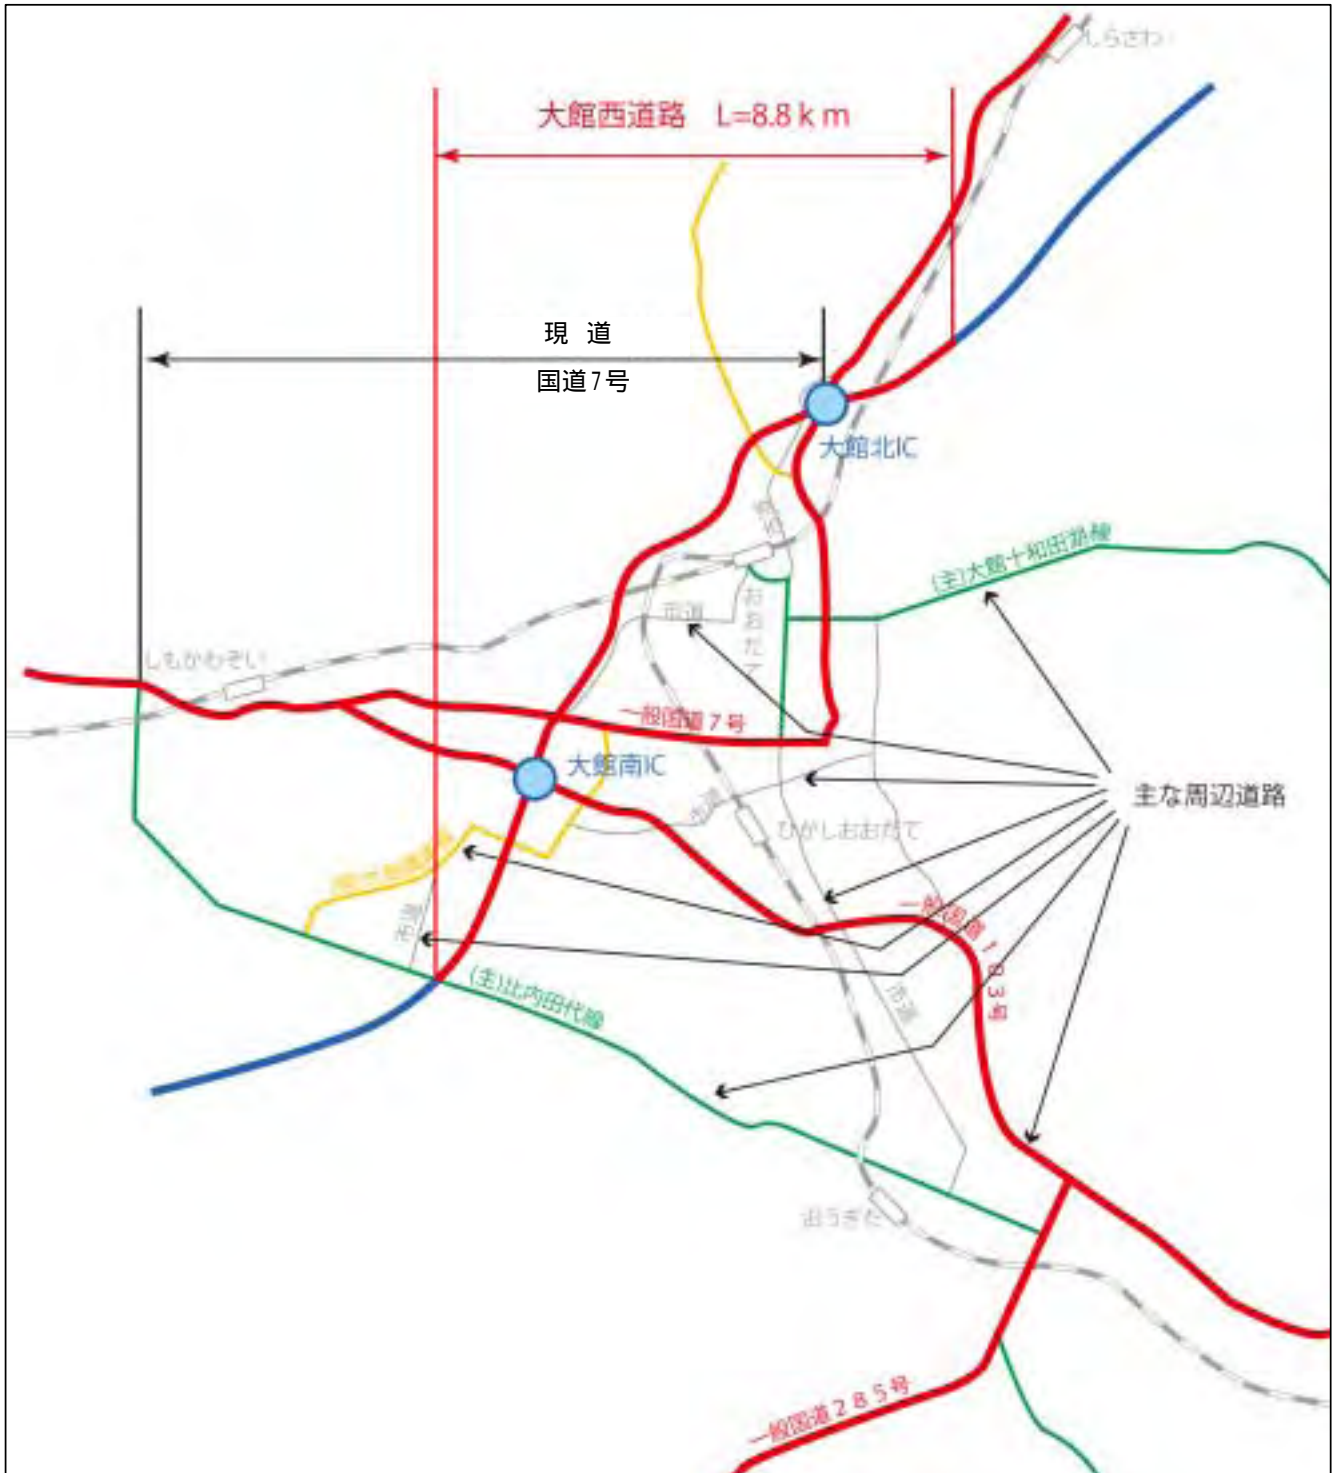 しらさわ
大館西道路 L=8.8km
現 道
国道7号
大館北IC
(主)大館十和田湖線
市道
おおだて
しもかわぞい
一般国道7号
大館南IC
主な周辺道路
市道
ひがしおおだて
一般国道103号
市道
(主)比内田代線
市道
おうぎた
一般国道285号